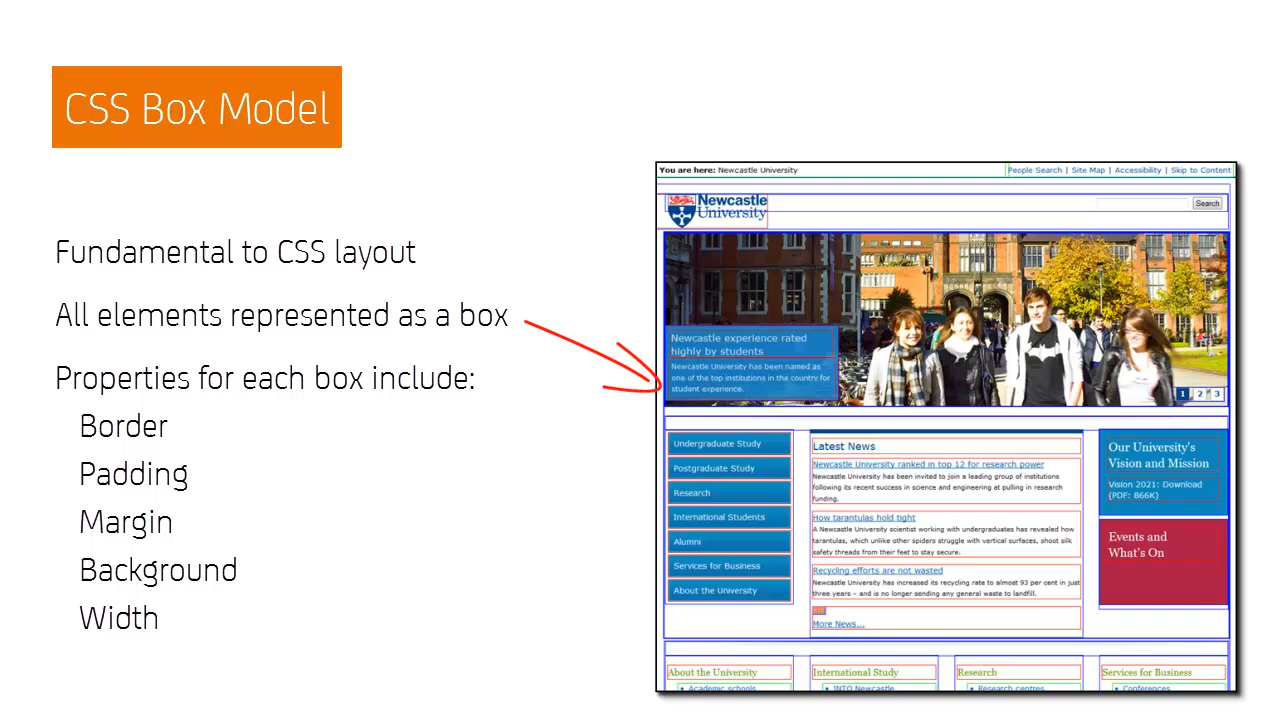 CSS Box Model
Fundamental to CSS layout
All elements represented as a box
Properties for each box include:
Border
Padding
Margin
Background
Width
You are here: Newcastle University
People Search | Site Map | Accessibility | Skip to Content
Newcastle
University
Search
Newcastle experience rated
highly by students
Newcastle University has been named as
one of the top institutions in the country for
student experience.
1 2 3
Undergraduate Study
Postgraduate Study
Research
International Students
Alumni
Services for Business
About the University
Latest News
Newcastle University ranked in top 12 for research power
Newcastle University has been invited to join a leading group of institutions
following its recent success in science and engineering at pulling in research
funding.
How tarantulas hold tight
A Newcastle University scientist working with undergraduates has revealed how
tarantulas, which unlike other spiders struggle with vertical surfaces, shoot silk
safety threads from their feet to stay secure.
Recycling efforts are not wasted
Newcastle University has increased its recycling rate to almost 93 per cent in just
three years – and is no longer sending any general waste to landfill.
More News...
Our University's
Vision and Mission
Vision 2021: Download
(PDF: 866K)
Events and
What's On
About the University
Academic schools
International Study
INTO Newcastle
Research
Research centres
Services for Business
Conferences